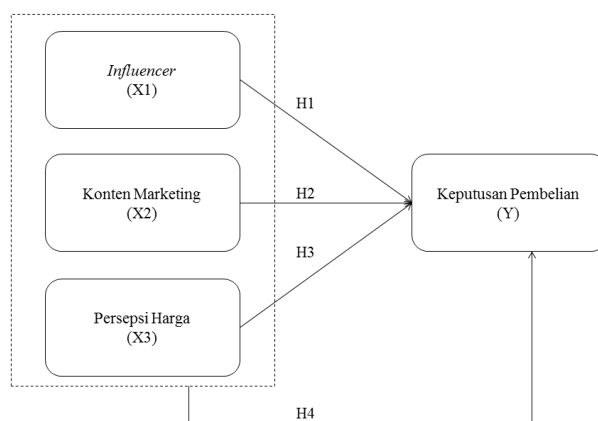 Influencer
(X1)
H1
Konten Marketing
(X2)
H2
Keputusan Pembelian
(Y)
H3
Persepsi Harga
(X3)
H4